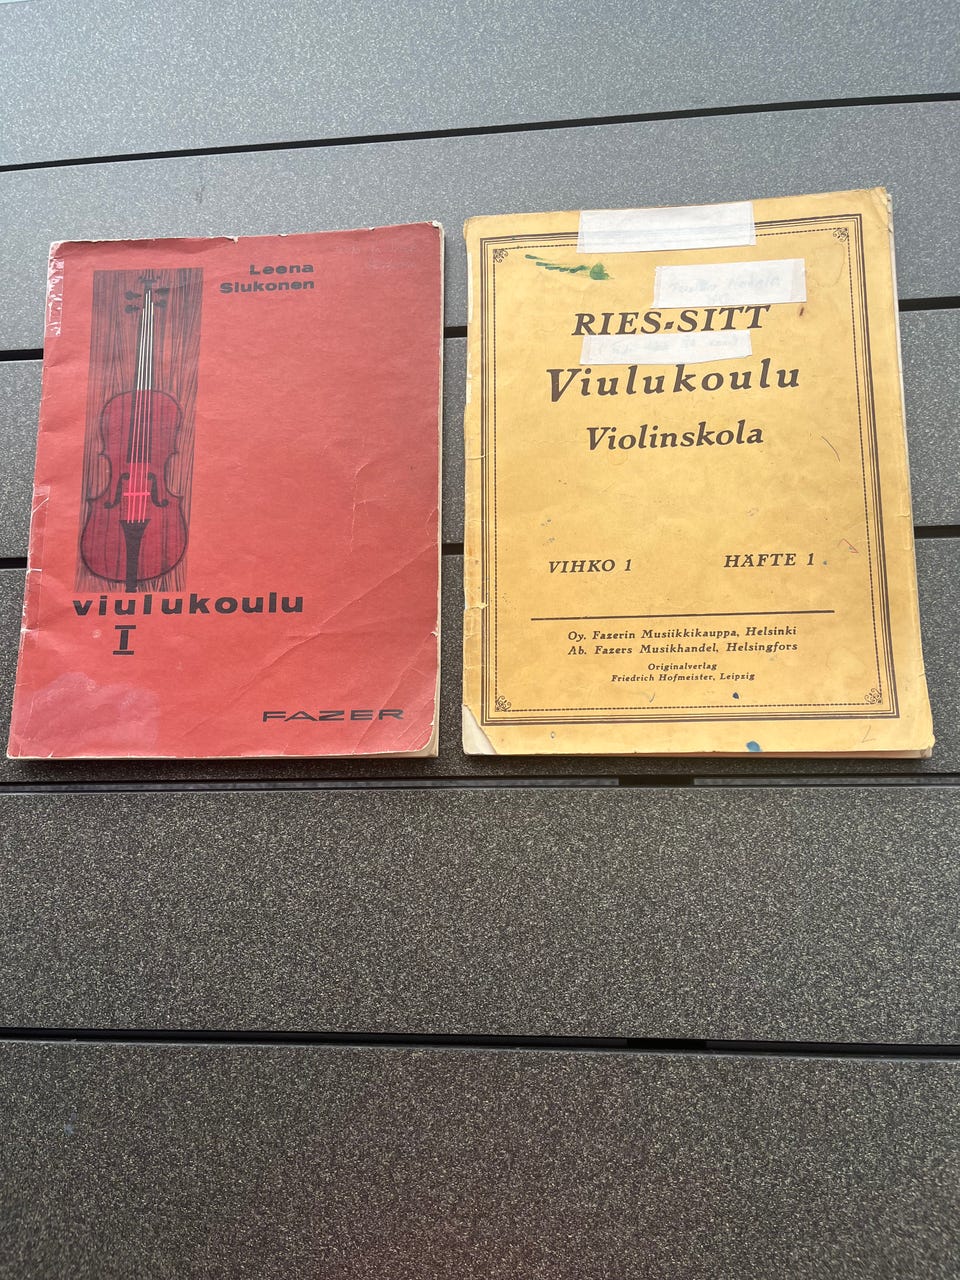 Leena
Siukonen
viulukoulu
I
FAZER
RIES-SITT
Viulukoulu
Violinskola
VIHKO 1
HÄFTE 1
Oy. Fazerin Musiikkikauppa, Helsinki
Ab. Fazers Musikhandel, Helsingfors
Originalverlag
Friedrich Hofmeister, Leipzig